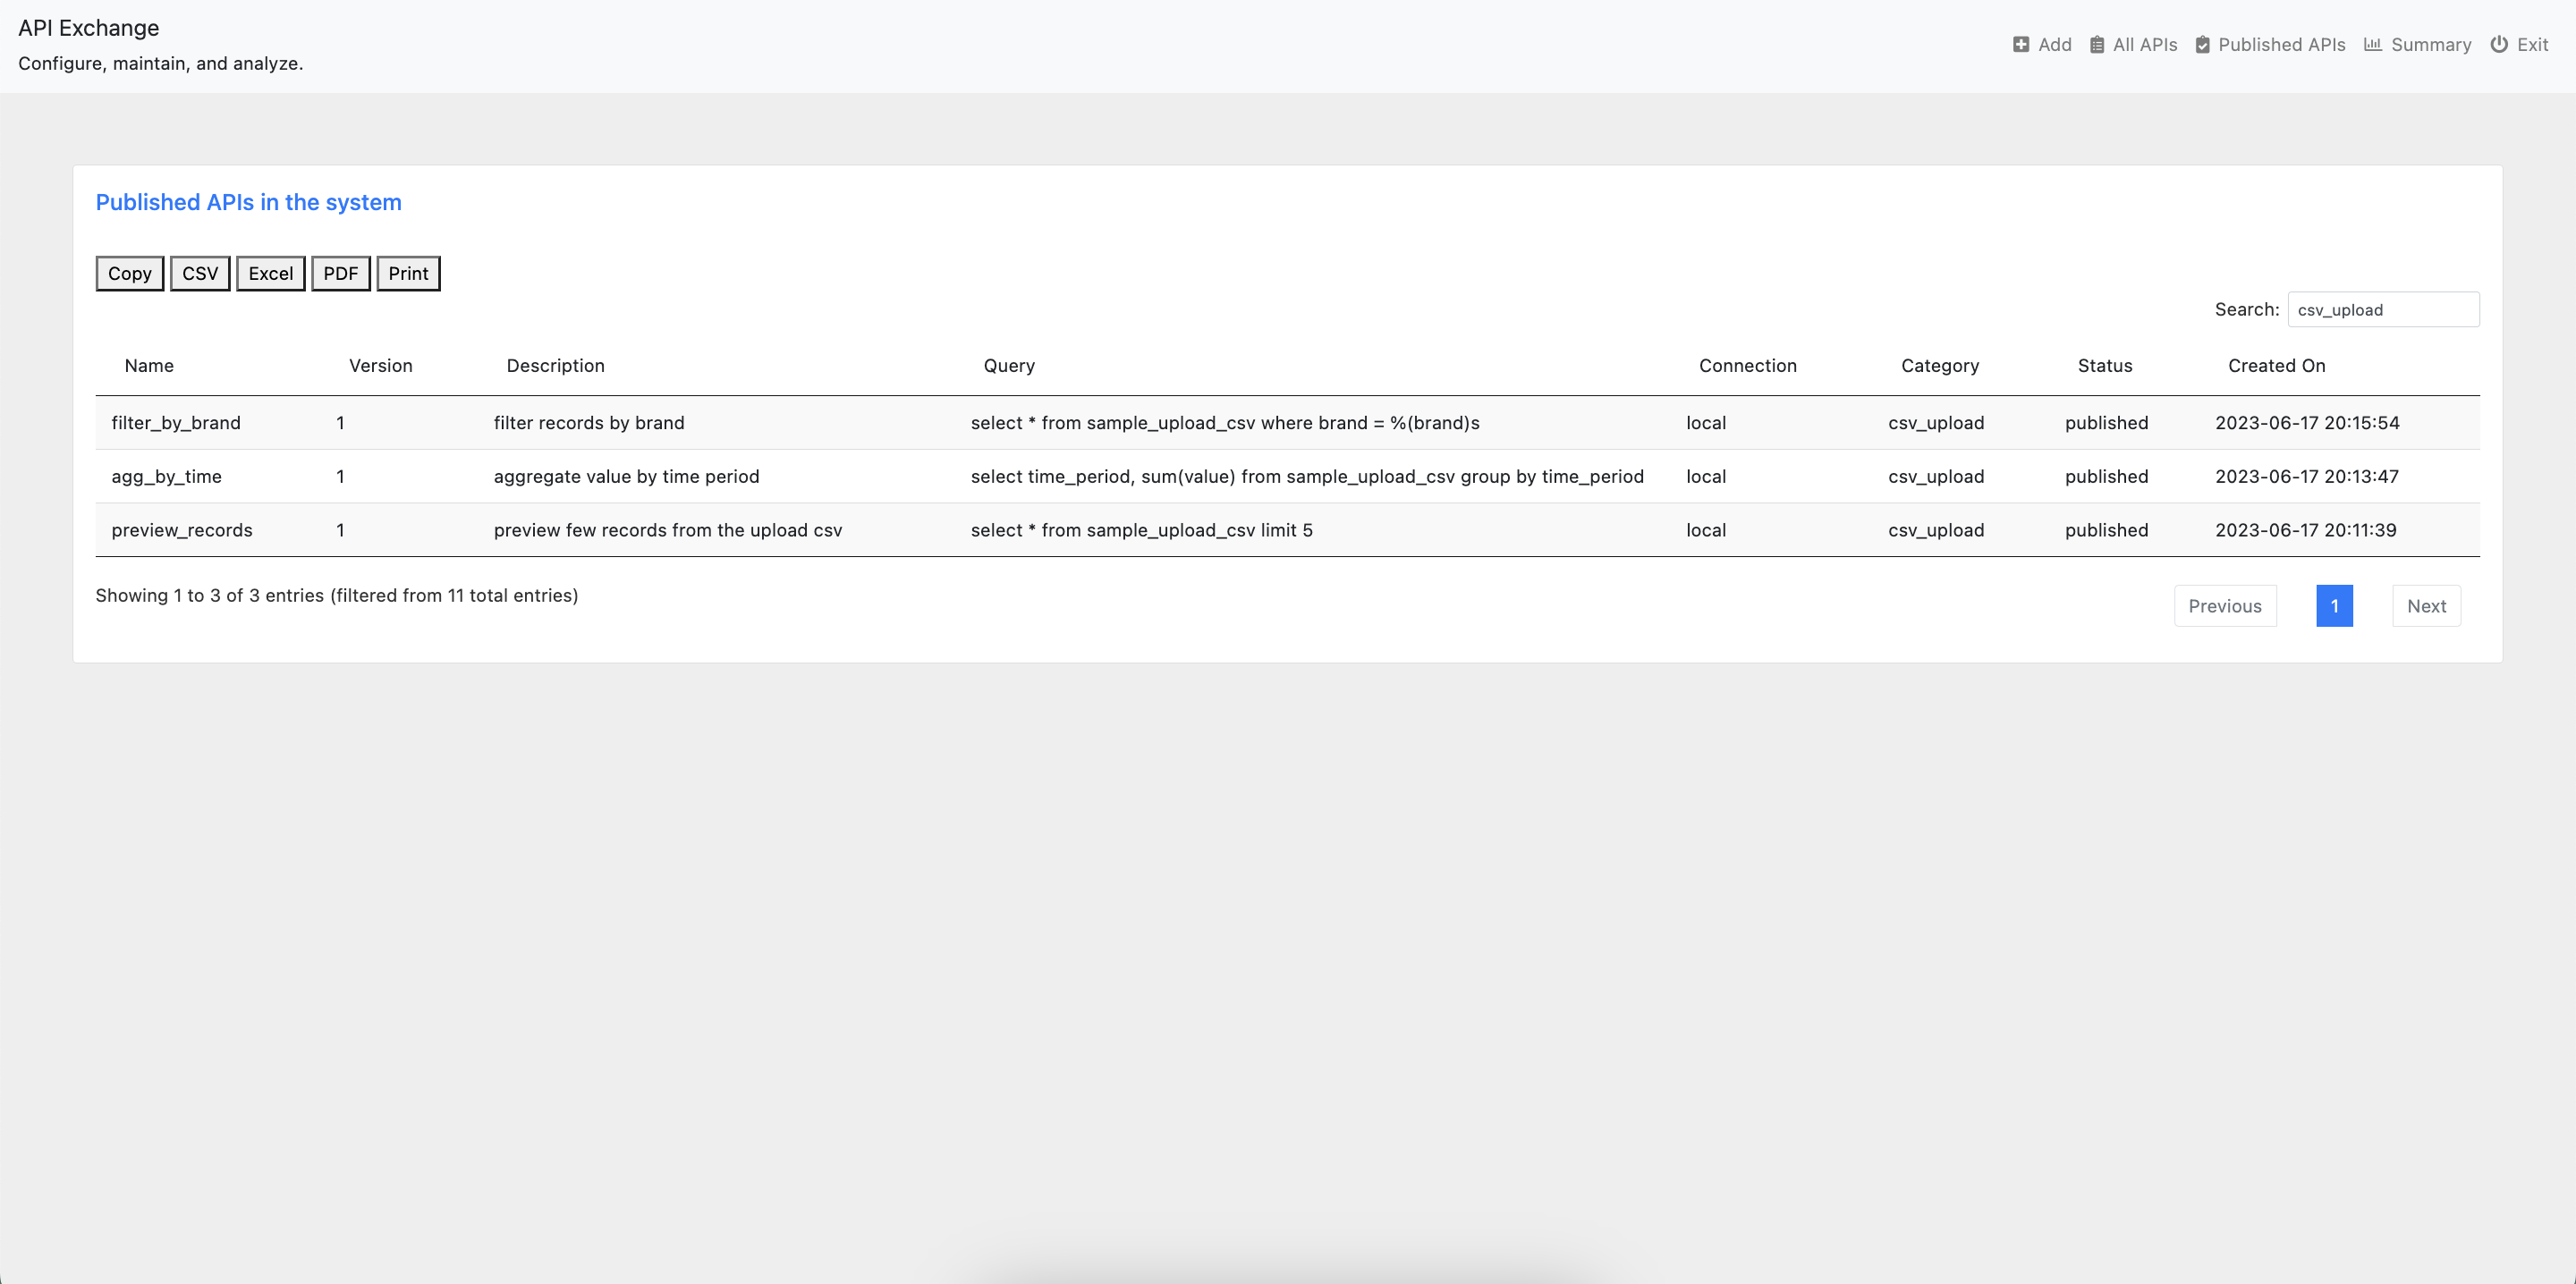 API Exchange
Configure, maintain, and analyze.
Add All APIs Published APIs Summary Exit
Published APIs in the system
Copy CSV Excel PDF Print
Search: csv_upload
Name Version Description Query Connection Category Status Created On
filter_by_brand 1 filter records by brand select * from sample_upload_csv where brand = %(brand)s local csv_upload published 2023-06-17 20:15:54
agg_by_time 1 aggregate value by time period select time_period, sum(value) from sample_upload_csv group by time_period local csv_upload published 2023-06-17 20:13:47
preview_records 1 preview few records from the upload csv select * from sample_upload_csv limit 5 local csv_upload published 2023-06-17 20:11:39
Showing 1 to 3 of 3 entries (filtered from 11 total entries)
Previous 1 Next